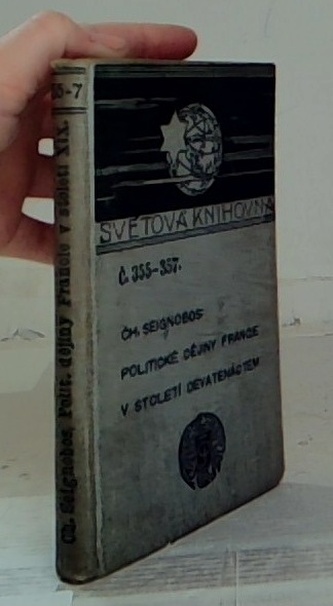 55-7
Ch. Seignobos, Polit. dějiny Francie v století XIX.
SVĚTOVÁ KNIHOVNA
Č. 355-357.
CH. SEIGNOBOS
POLITICKÉ DĚJINY FRANCIE
V STOLETÍ DEVATENÁCTÉM